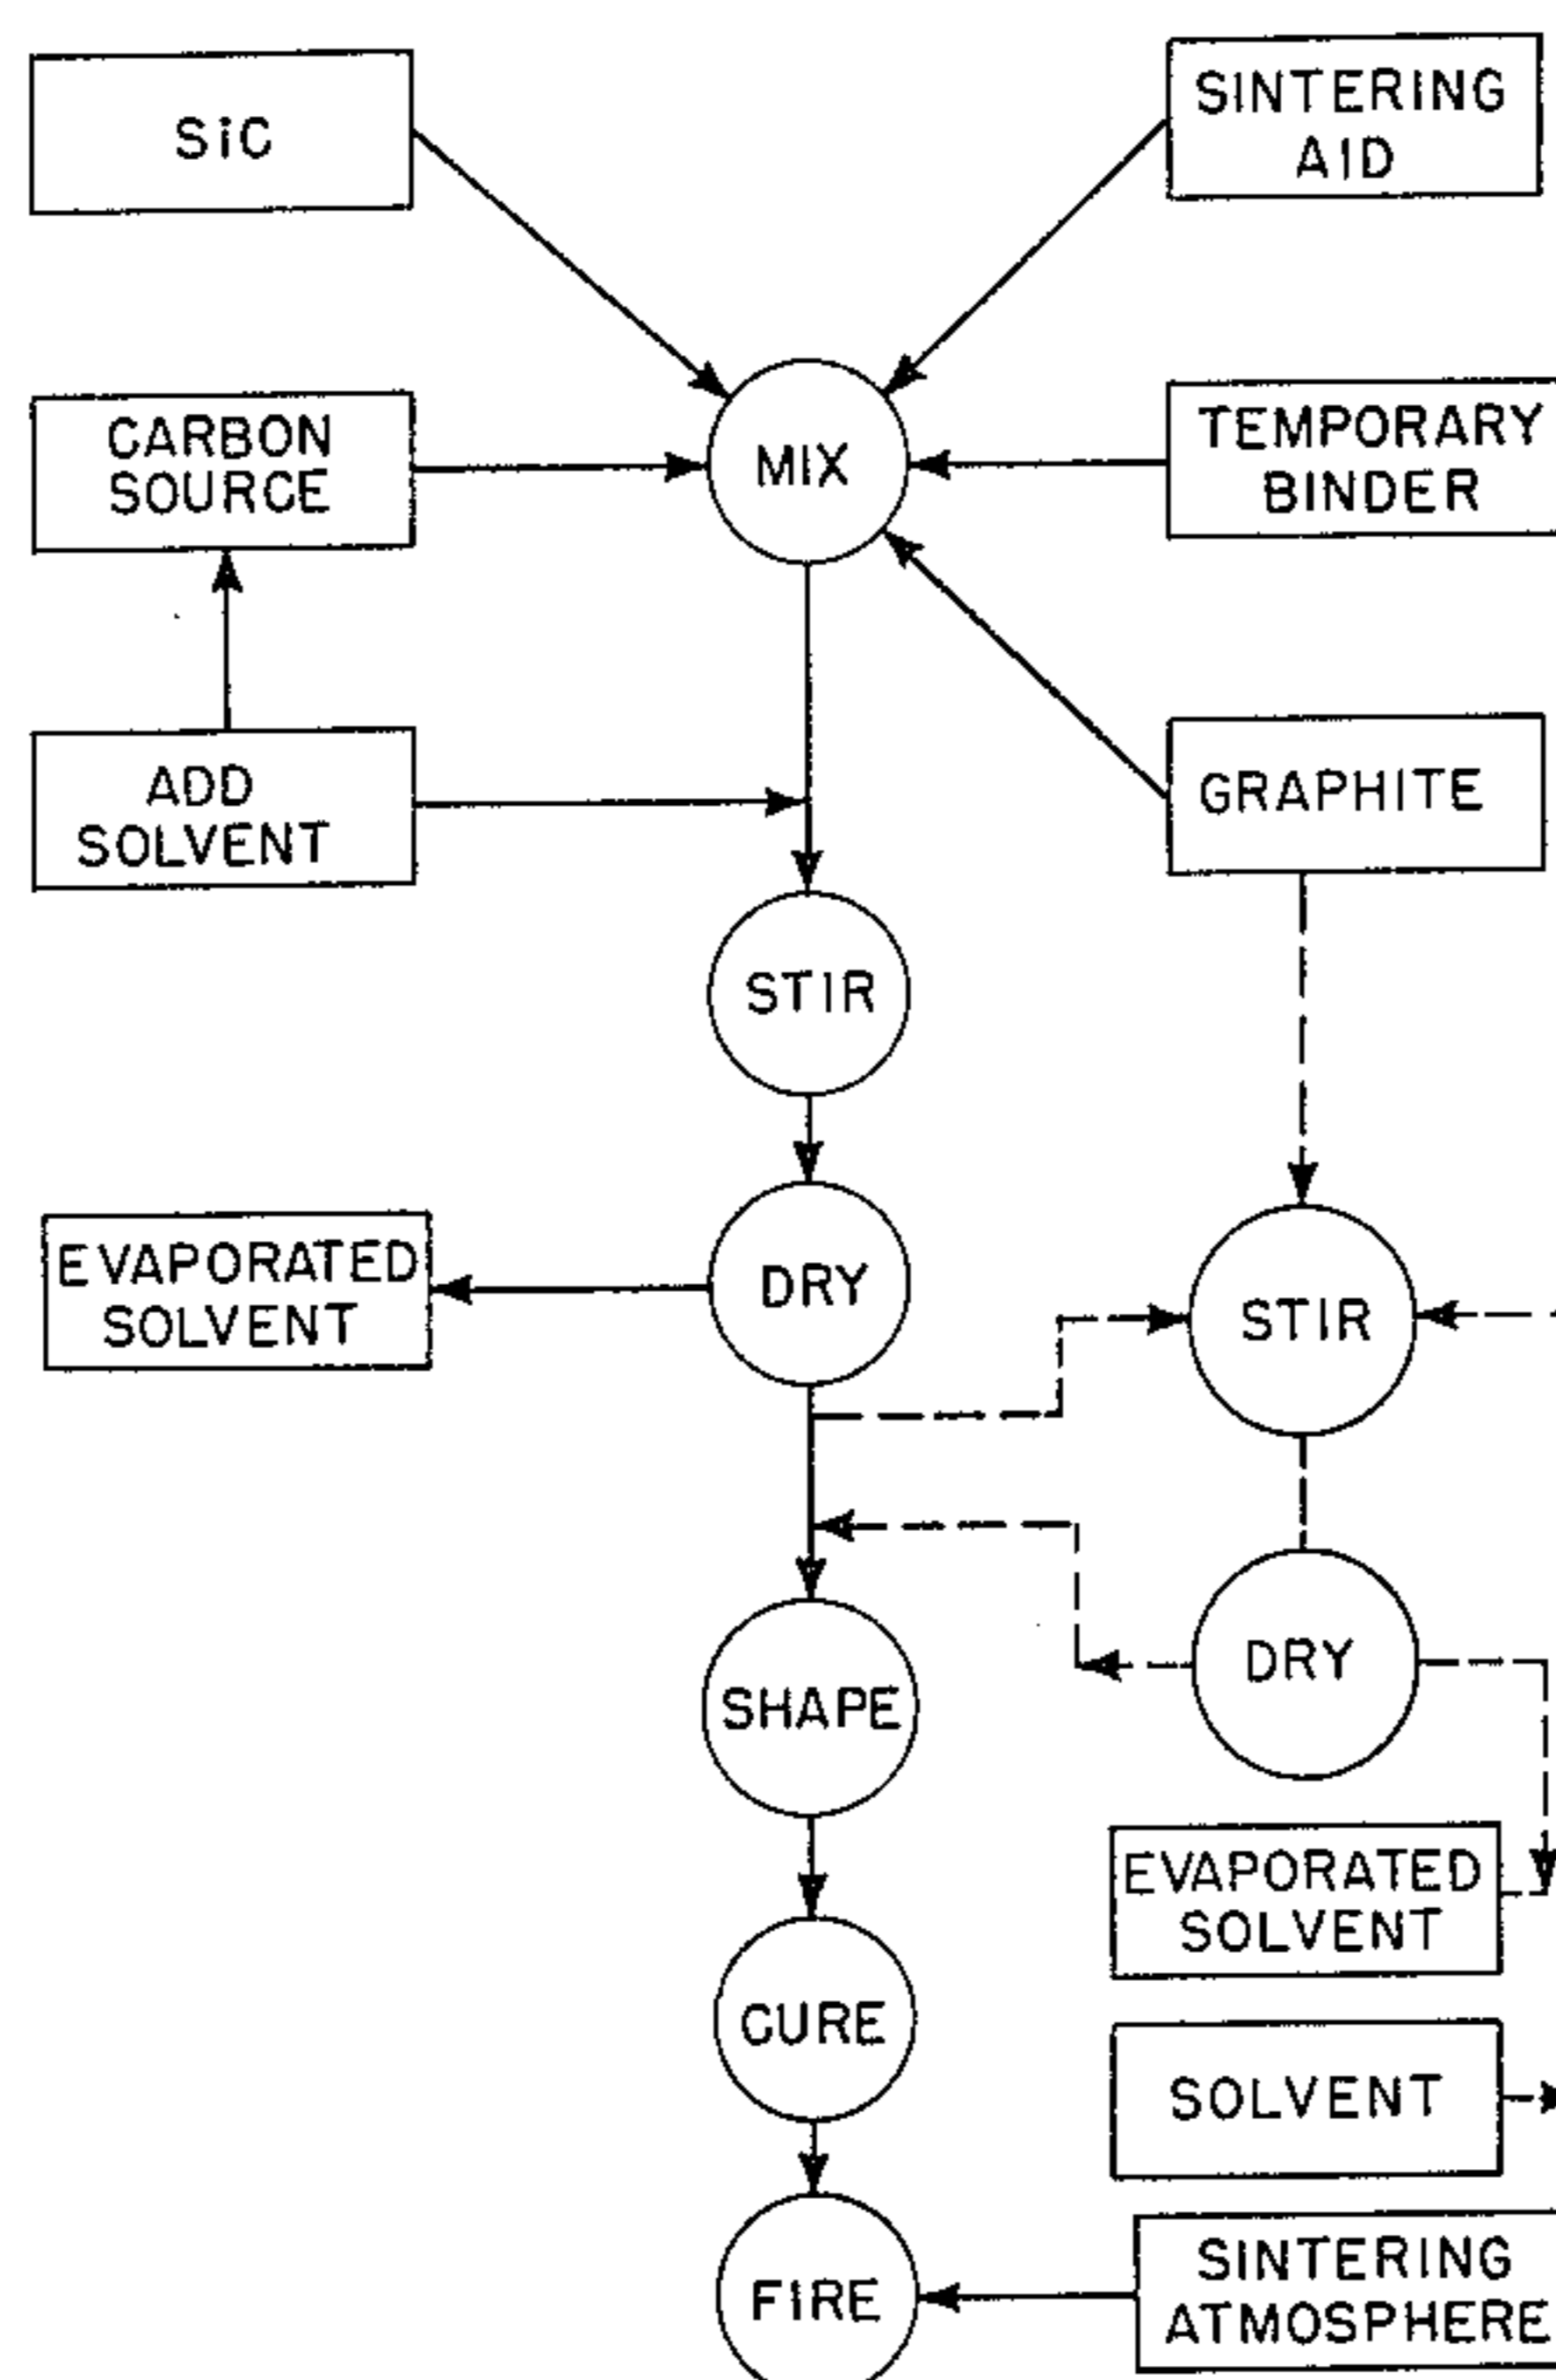 SiC
SINTERING
AID
CARBON
SOURCE
MIX
TEMPORARY
BINDER
ADD
SOLVENT
GRAPHITE
STIR
EVAPORATED
SOLVENT
DRY
STIR
SHAPE
DRY
EVAPORATED
SOLVENT
CURE
SOLVENT
FIRE
SINTERING
ATMOSPHERE